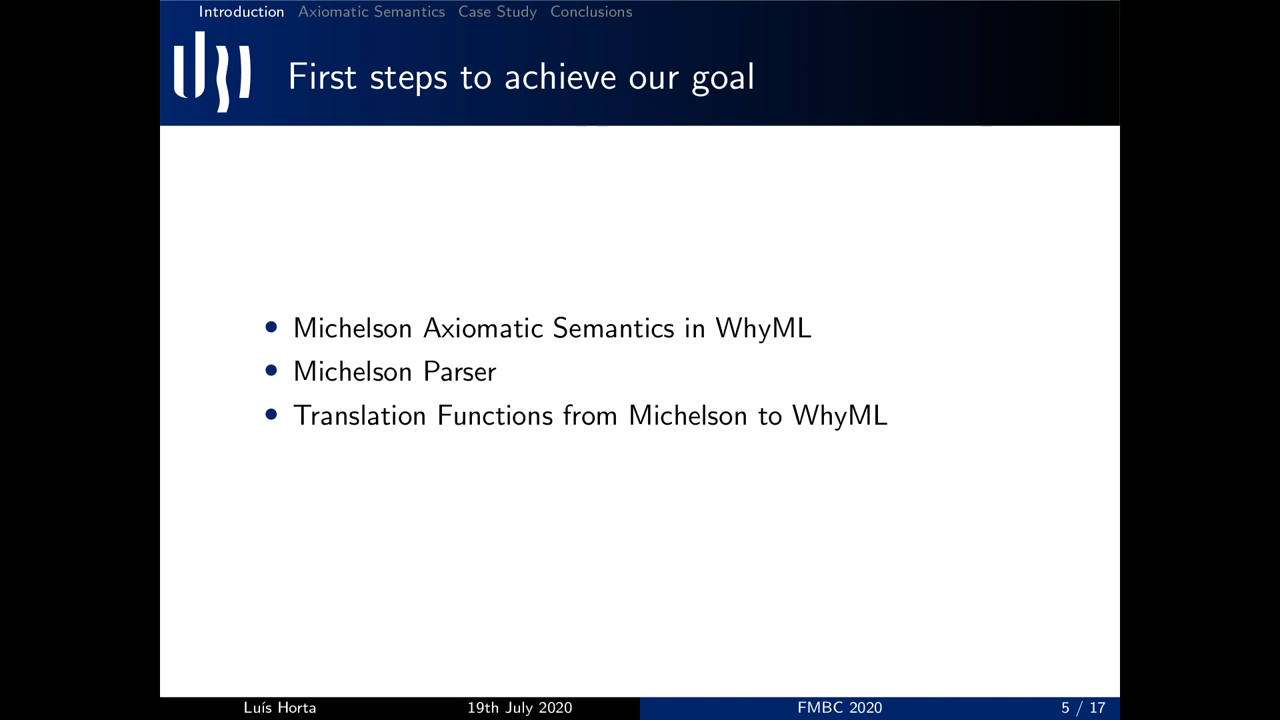 Introduction Axiomatic Semantics Case Study Conclusions
First steps to achieve our goal
Michelson Axiomatic Semantics in WhyML
Michelson Parser
Translation Functions from Michelson to WhyML
Luís Horta 19th July 2020 FMBC 2020 5 / 17